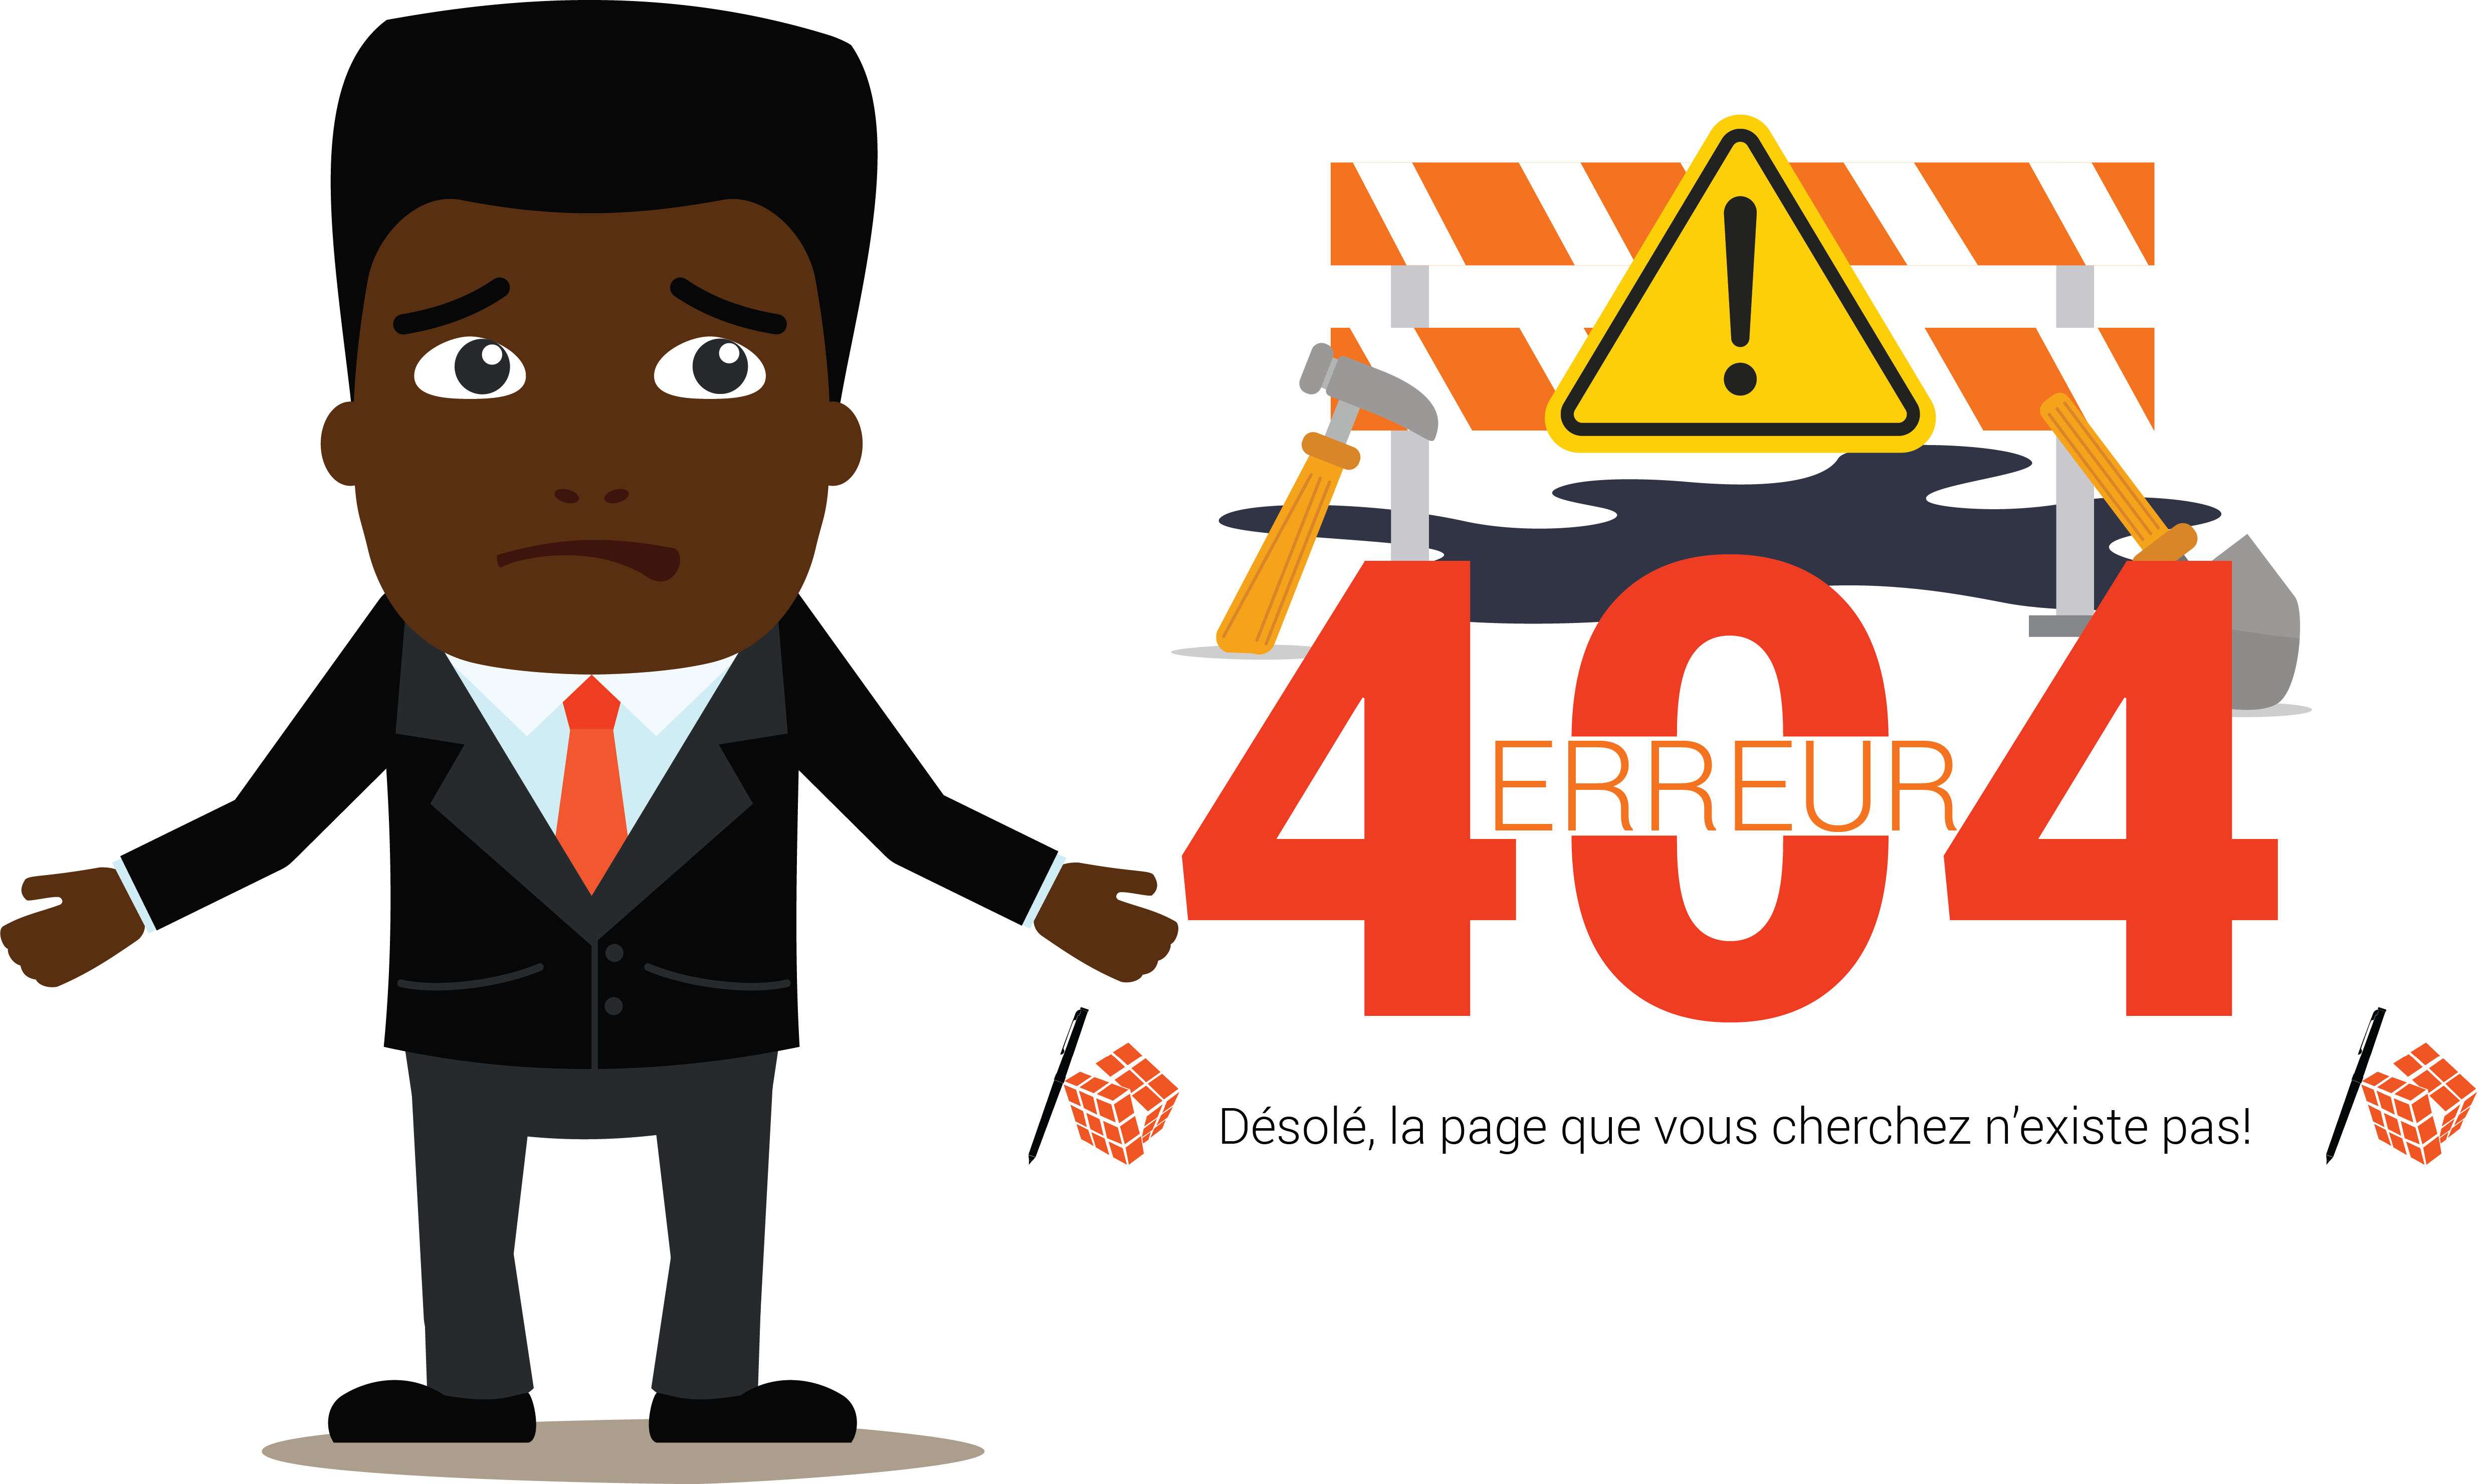 404
ERREUR
Désolé, la page que vous cherchez n’existe pas!